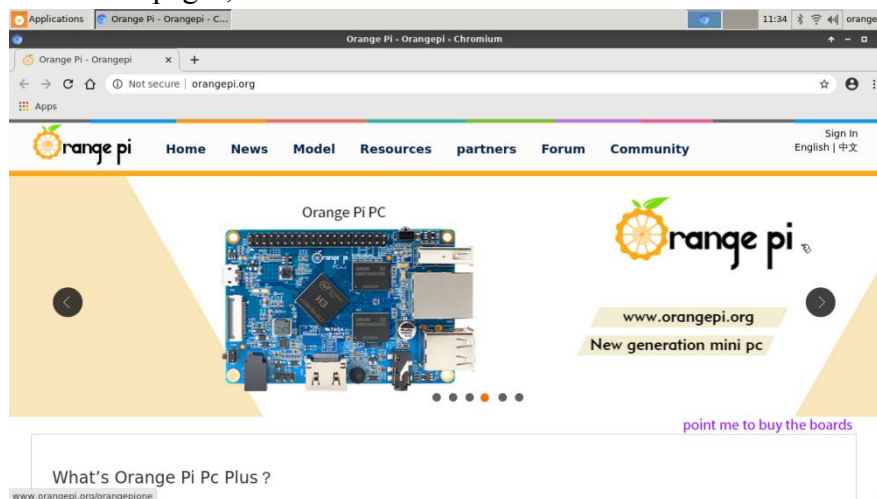 Applications Orange Pi - Orangepi - C... 11:34 orange
Orange Pi - Orangepi - Chromium
Orange Pi - Orangepi
Not secure orangepi.org
Apps
range pi Home News Model Resources partners Forum Community
Sign In
English | 中文
Orange Pi PC
range pi
H3
www.orangepi.org
New generation mini pc
point me to buy the boards
What's Orange Pi Pc Plus？
www.orangepi.org/orangepione